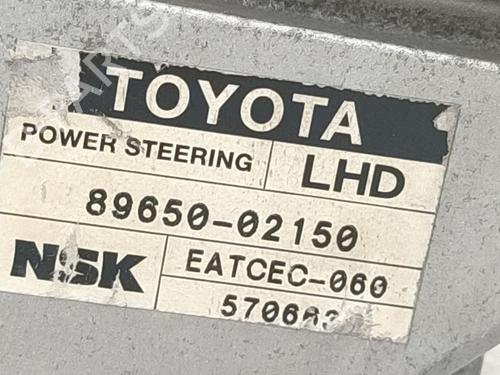 TOYOTA
POWER STEERING
LHD
89650-02150
NSK
EATCEC-060